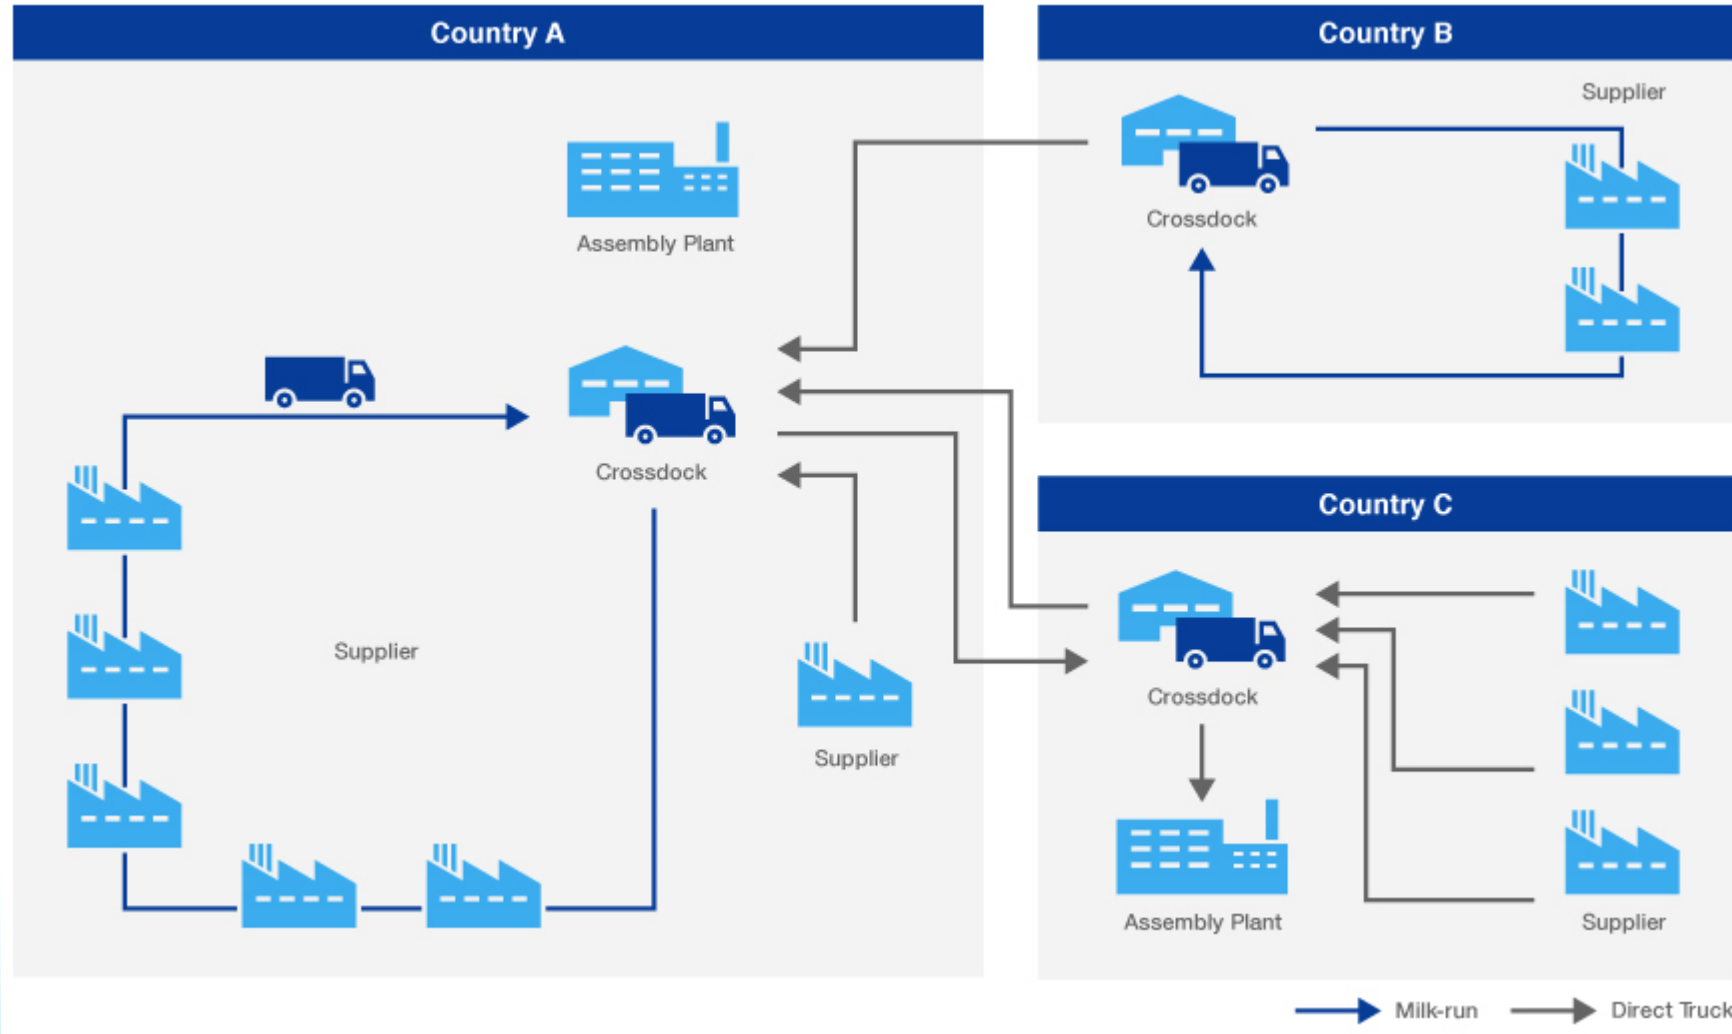 Country A
Assembly Plant
Crossdock
Supplier
Supplier
Country B
Supplier
Crossdock
Country C
Crossdock
Assembly Plant
Supplier
Milk-run
Direct Truck